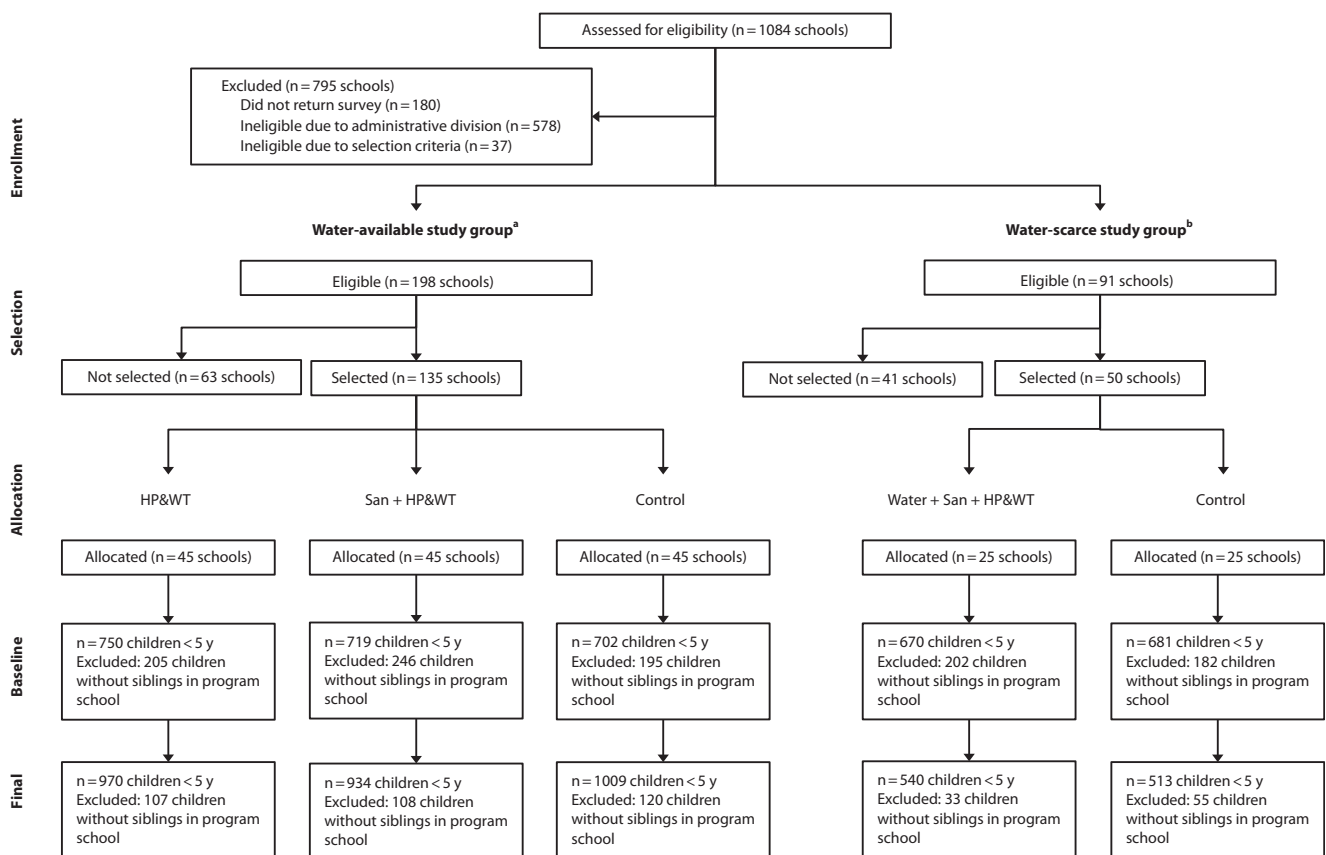 Assessed for eligibility (n = 1084 schools)
Excluded (n = 795 schools)
Did not return survey (n = 180)
Ineligible due to administrative division (n = 578)
Ineligible due to selection criteria (n = 37)
Enrollment
Water-available study groupᵃ
Water-scarce study groupᵇ
Selection
Eligible (n = 198 schools)
Eligible (n = 91 schools)
Not selected (n = 63 schools)
Selected (n = 135 schools)
Not selected (n = 41 schools)
Selected (n = 50 schools)
Allocation
HP&WT
San + HP&WT
Control
Water + San + HP&WT
Control
Allocated (n = 45 schools)
Allocated (n = 45 schools)
Allocated (n = 45 schools)
Allocated (n = 25 schools)
Allocated (n = 25 schools)
Baseline
n = 750 children < 5 y
Excluded: 205 children
without siblings in program
school
n = 719 children < 5 y
Excluded: 246 children
without siblings in program
school
n = 702 children < 5 y
Excluded: 195 children
without siblings in program
school
n = 670 children < 5 y
Excluded: 202 children
without siblings in program
school
n = 681 children < 5 y
Excluded: 182 children
without siblings in program
school
Final
n = 970 children < 5 y
Excluded: 107 children
without siblings in program
school
n = 934 children < 5 y
Excluded: 108 children
without siblings in program
school
n = 1009 children < 5 y
Excluded: 120 children
without siblings in program
school
n = 540 children < 5 y
Excluded: 33 children
without siblings in program
school
n = 513 children < 5 y
Excluded: 55 children
without siblings in program
school